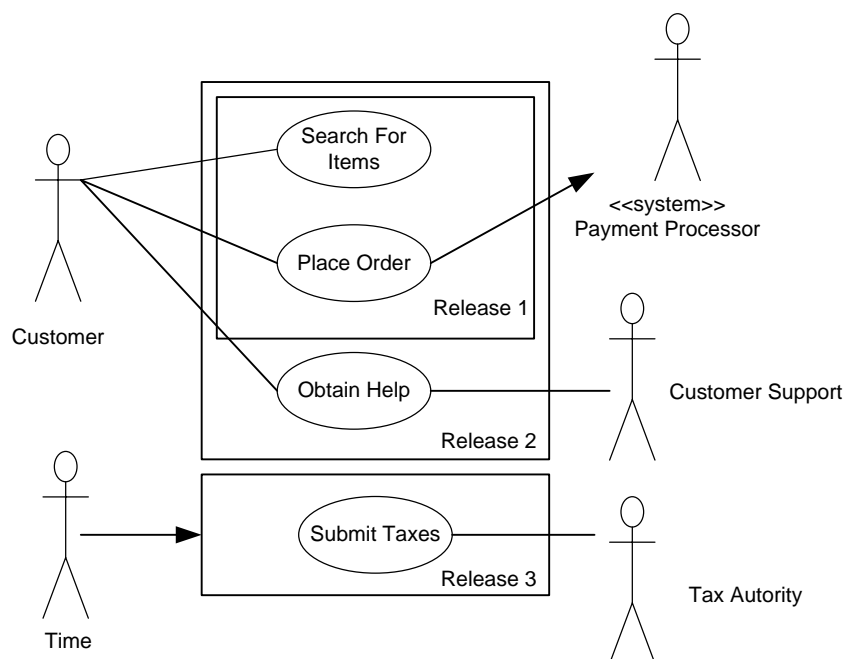 Search For
Items
<<system>>
Payment Processor
Place Order
Release 1
Customer
Obtain Help
Customer Support
Release 2
Submit Taxes
Release 3
Tax Autority
Time